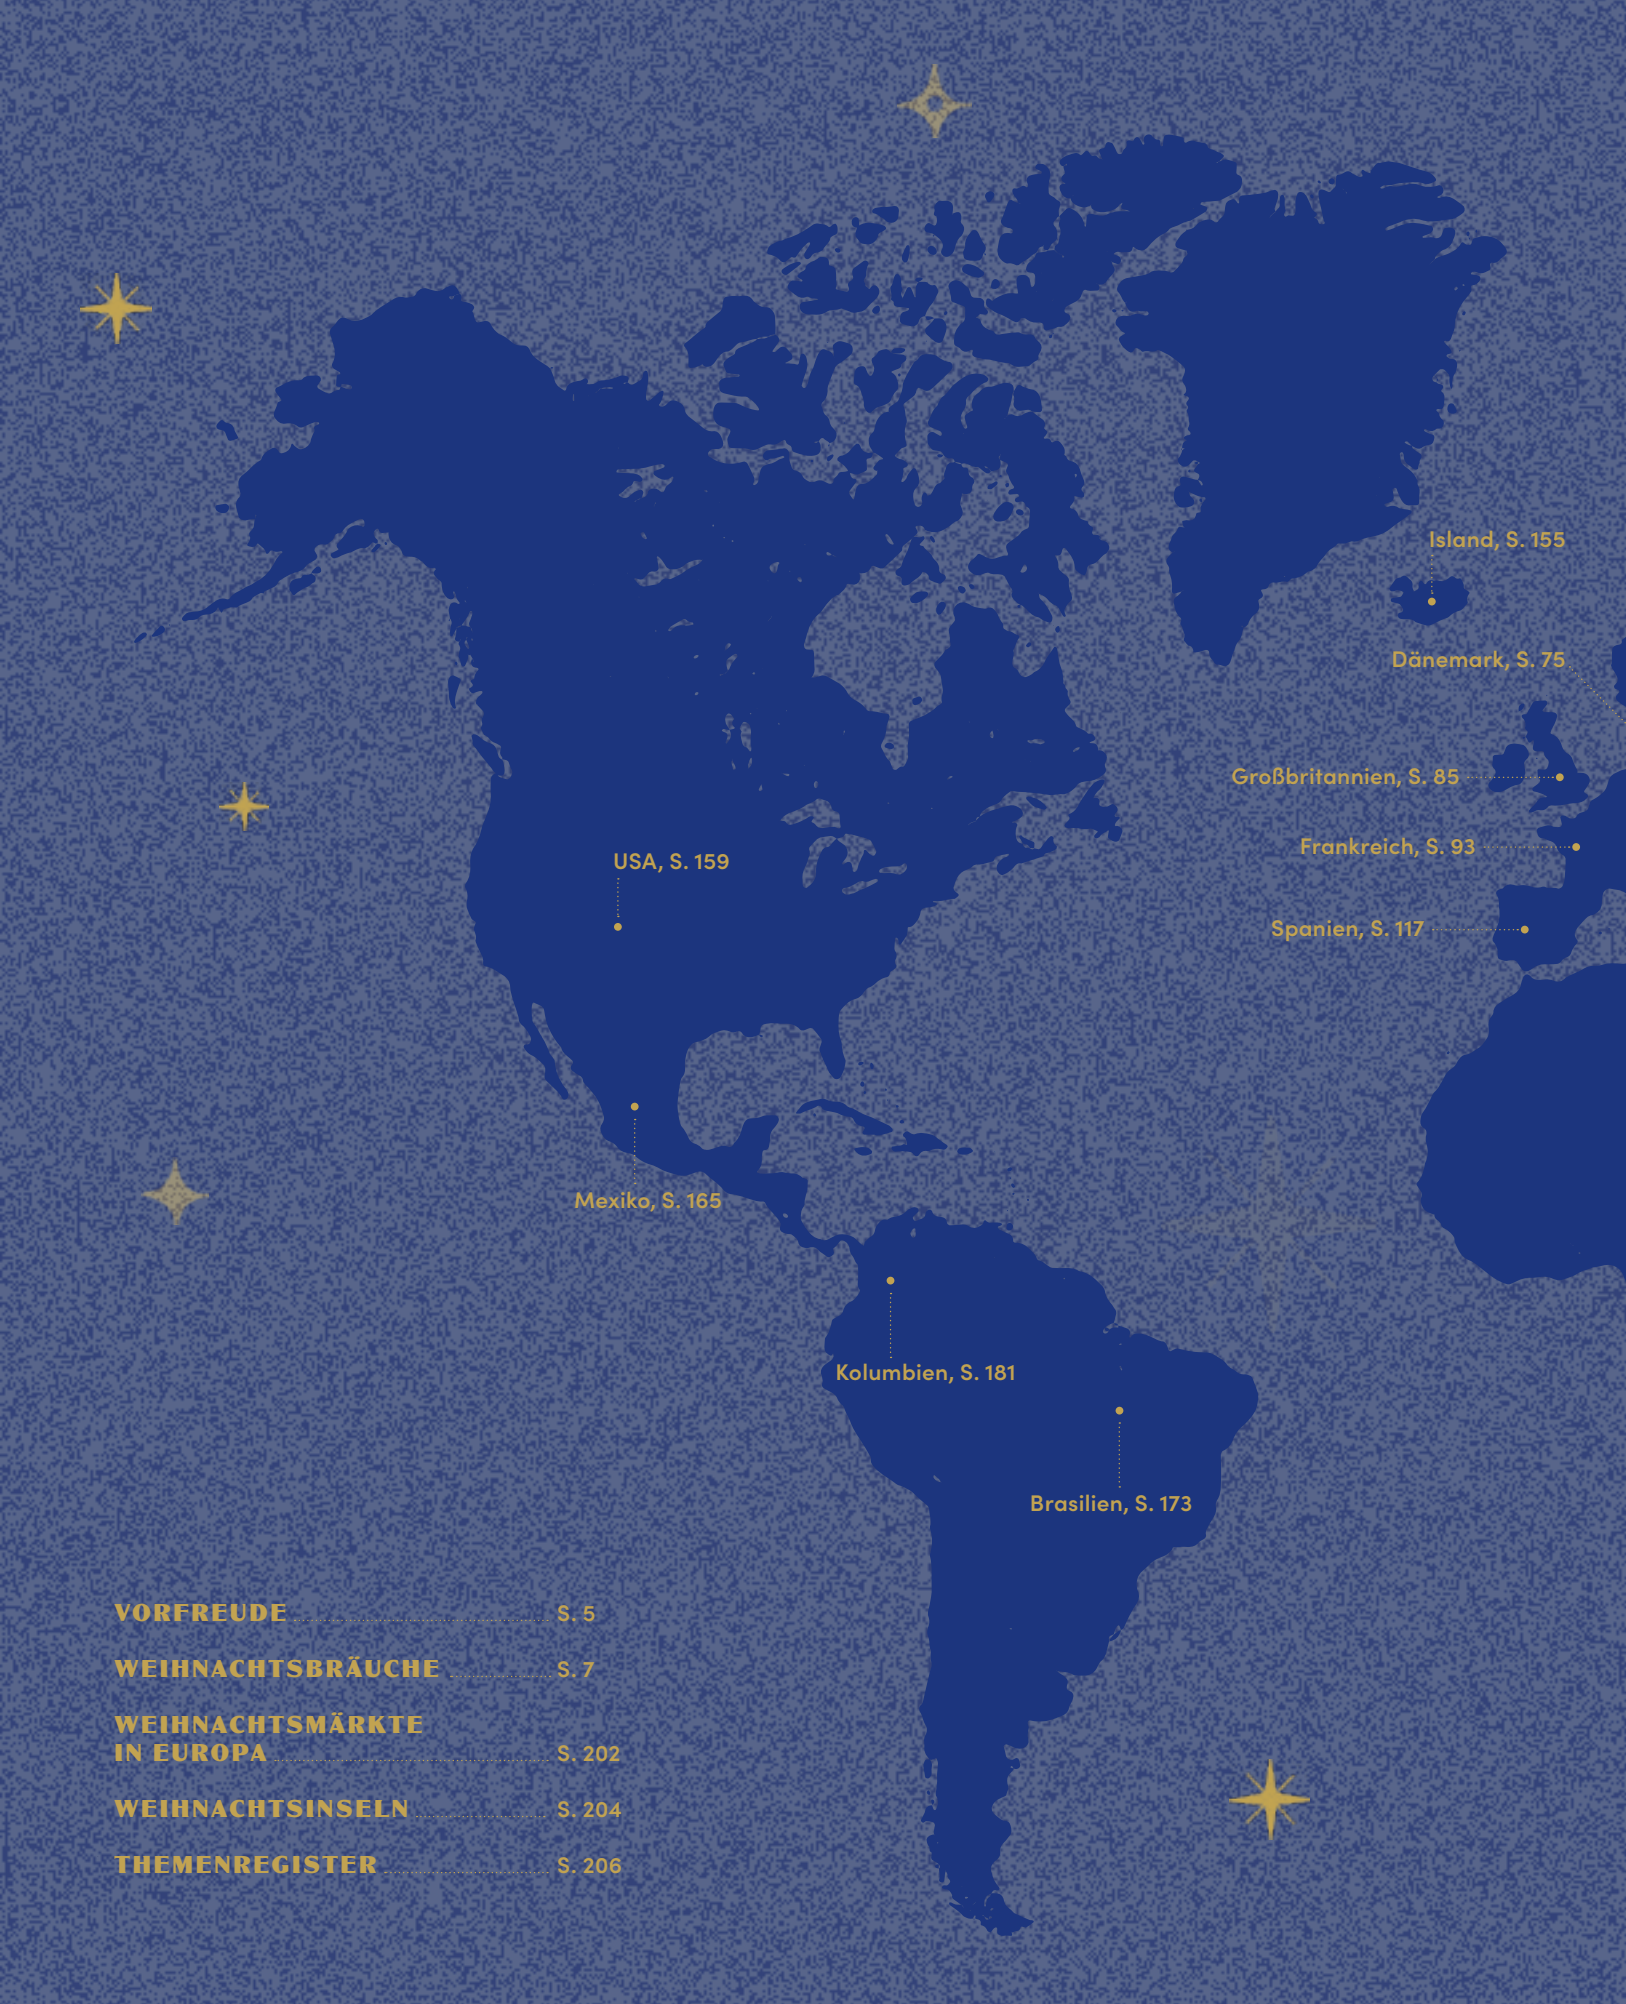 Island, S. 155
Dänemark, S. 75
Großbritannien, S. 85
Frankreich, S. 93
USA, S. 159
Spanien, S. 117
Mexiko, S. 165
Kolumbien, S. 181
Brasilien, S. 173
VORFREUDE S. 5
WEIHNACHTSBRÄUCHE S. 7
WEIHNACHTSMÄRKTE
IN EUROPA S. 202
WEIHNACHTSINSELN S. 204
THEMENREGISTER S. 206